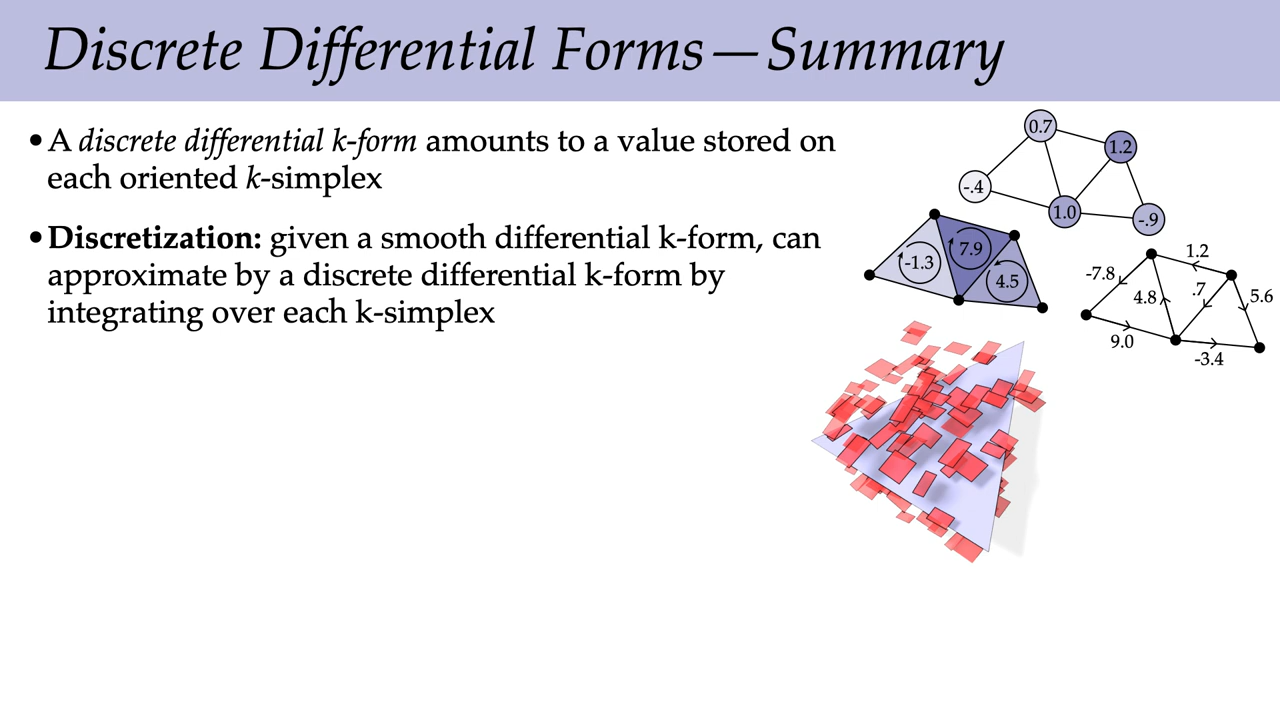 Discrete Differential Forms—Summary
•A discrete differential k-form amounts to a value stored on
each oriented k-simplex
•Discretization: given a smooth differential k-form, can
approximate by a discrete differential k-form by
integrating over each k-simplex
0.7
1.2
-.4
1.0
-.9
-1.3
7.9
4.5
1.2
-7.8
4.8
.7
5.6
9.0
-3.4